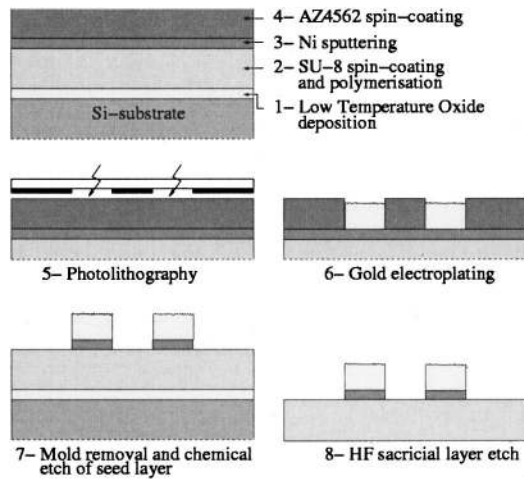 4– AZ4562 spin–coating
3– Ni sputtering
2– SU–8 spin–coating
and polymerisation
1– Low Temperature Oxide
deposition
Si–substrate
5– Photolithography
6– Gold electroplating
7– Mold removal and chemical
etch of seed layer
8– HF sacricial layer etch